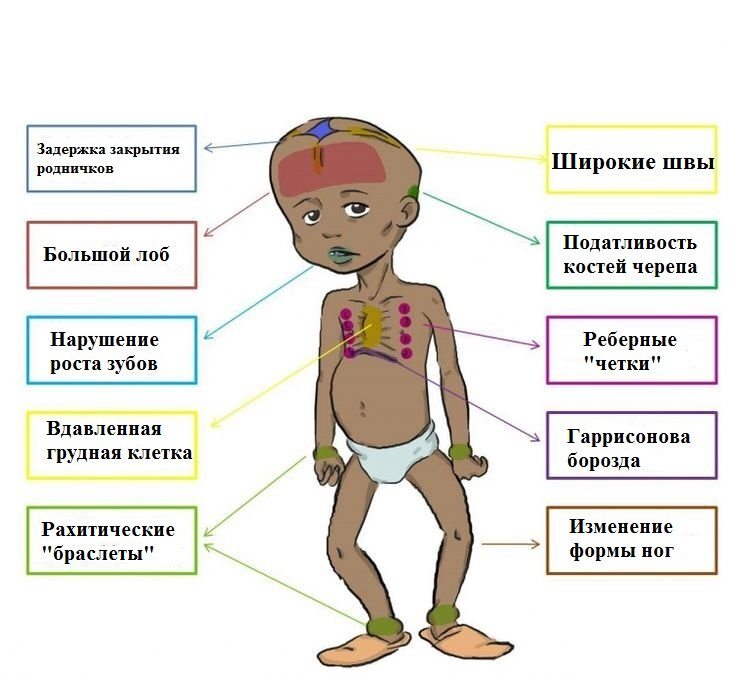 Задержка закрытия
родничков
Большой лоб
Нарушение
роста зубов
Вдавленная
грудная клетка
Рахитические
"браслеты"
Широкие швы
Податливость
костей черепа
Реберные
"четки"
Гаррисонова
борозда
Изменение
формы ног